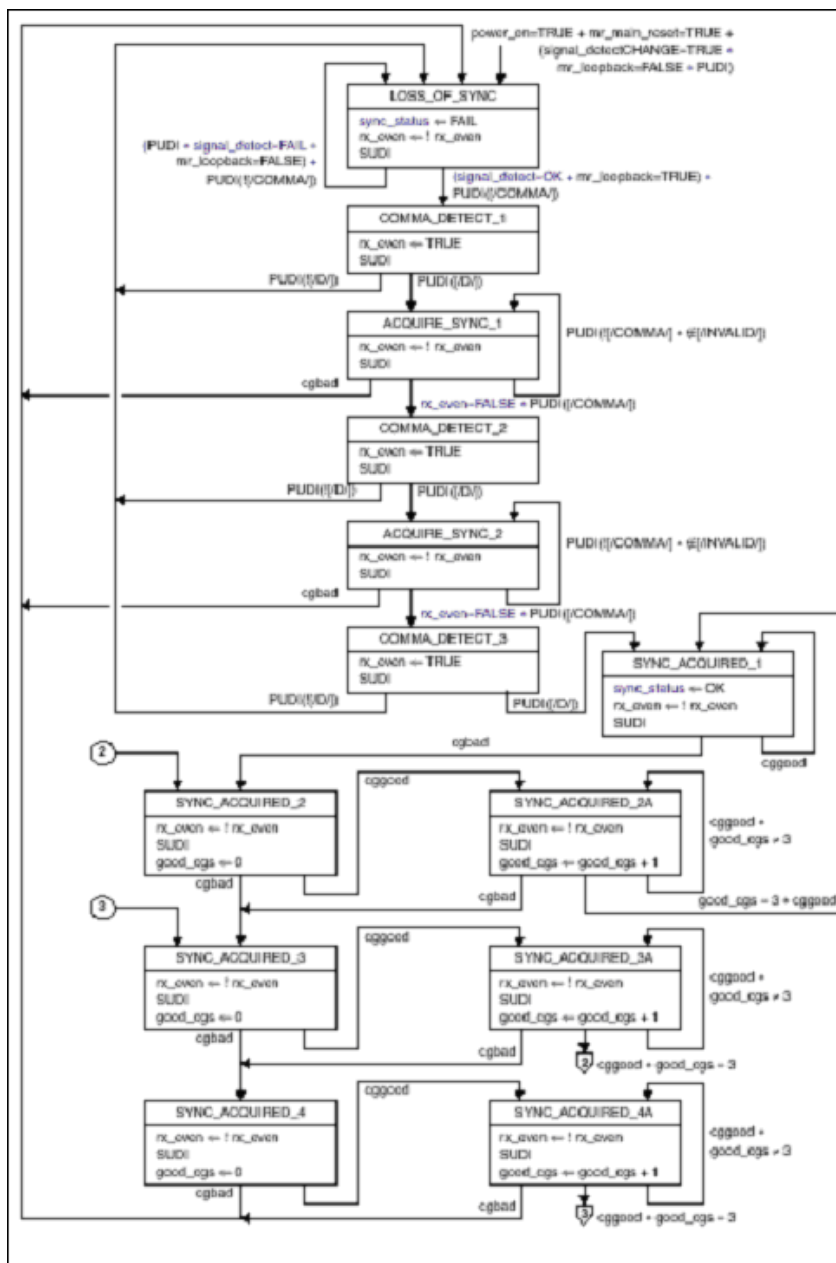 power_on=TRUE + mr_main_reset=TRUE +
(signal_detectCHANGE=TRUE *
mr_loopback=FALSE * PUDI)
LOSS_OF_SYNC
sync_status ⇐ FAIL
rx_even ⇐ ! rx_even
SUDI
(PUDI * signal_detect=FAIL *
mr_loopback=FALSE) +
PUDI(![/COMMA/])
(signal_detect=OK + mr_loopback=TRUE) *
PUDI([/COMMA/])
COMMA_DETECT_1
rx_even ⇐ TRUE
SUDI
PUDI(![/D/])
PUDI([/D/])
ACQUIRE_SYNC_1
rx_even ⇐ ! rx_even
SUDI
PUDI(![/COMMA/] * ∉[/INVALID/])
cgbad
rx_even=FALSE * PUDI([/COMMA/])
COMMA_DETECT_2
rx_even ⇐ TRUE
SUDI
PUDI(![/D/])
PUDI([/D/])
ACQUIRE_SYNC_2
rx_even ⇐ ! rx_even
SUDI
PUDI(![/COMMA/] * ∉[/INVALID/])
cgbad
rx_even=FALSE * PUDI([/COMMA/])
COMMA_DETECT_3
rx_even ⇐ TRUE
SUDI
PUDI(![/D/])
PUDI([/D/])
SYNC_ACQUIRED_1
sync_status ⇐ OK
rx_even ⇐ ! rx_even
SUDI
cgbad
cggood
2
SYNC_ACQUIRED_2
rx_even ⇐ ! rx_even
SUDI
good_cgs ⇐ 0
cggood
SYNC_ACQUIRED_2A
rx_even ⇐ ! rx_even
SUDI
good_cgs ⇐ good_cgs + 1
cggood *
good_cgs ≠ 3
cgbad
cgbad
good_cgs = 3 * cggood
3
SYNC_ACQUIRED_3
rx_even ⇐ ! rx_even
SUDI
good_cgs ⇐ 0
cggood
SYNC_ACQUIRED_3A
rx_even ⇐ ! rx_even
SUDI
good_cgs ⇐ good_cgs + 1
cggood *
good_cgs ≠ 3
cgbad
cgbad
2
cggood * good_cgs = 3
SYNC_ACQUIRED_4
rx_even ⇐ ! rx_even
SUDI
good_cgs ⇐ 0
cggood
SYNC_ACQUIRED_4A
rx_even ⇐ ! rx_even
SUDI
good_cgs ⇐ good_cgs + 1
cggood *
good_cgs ≠ 3
cgbad
cgbad
3
cggood * good_cgs = 3